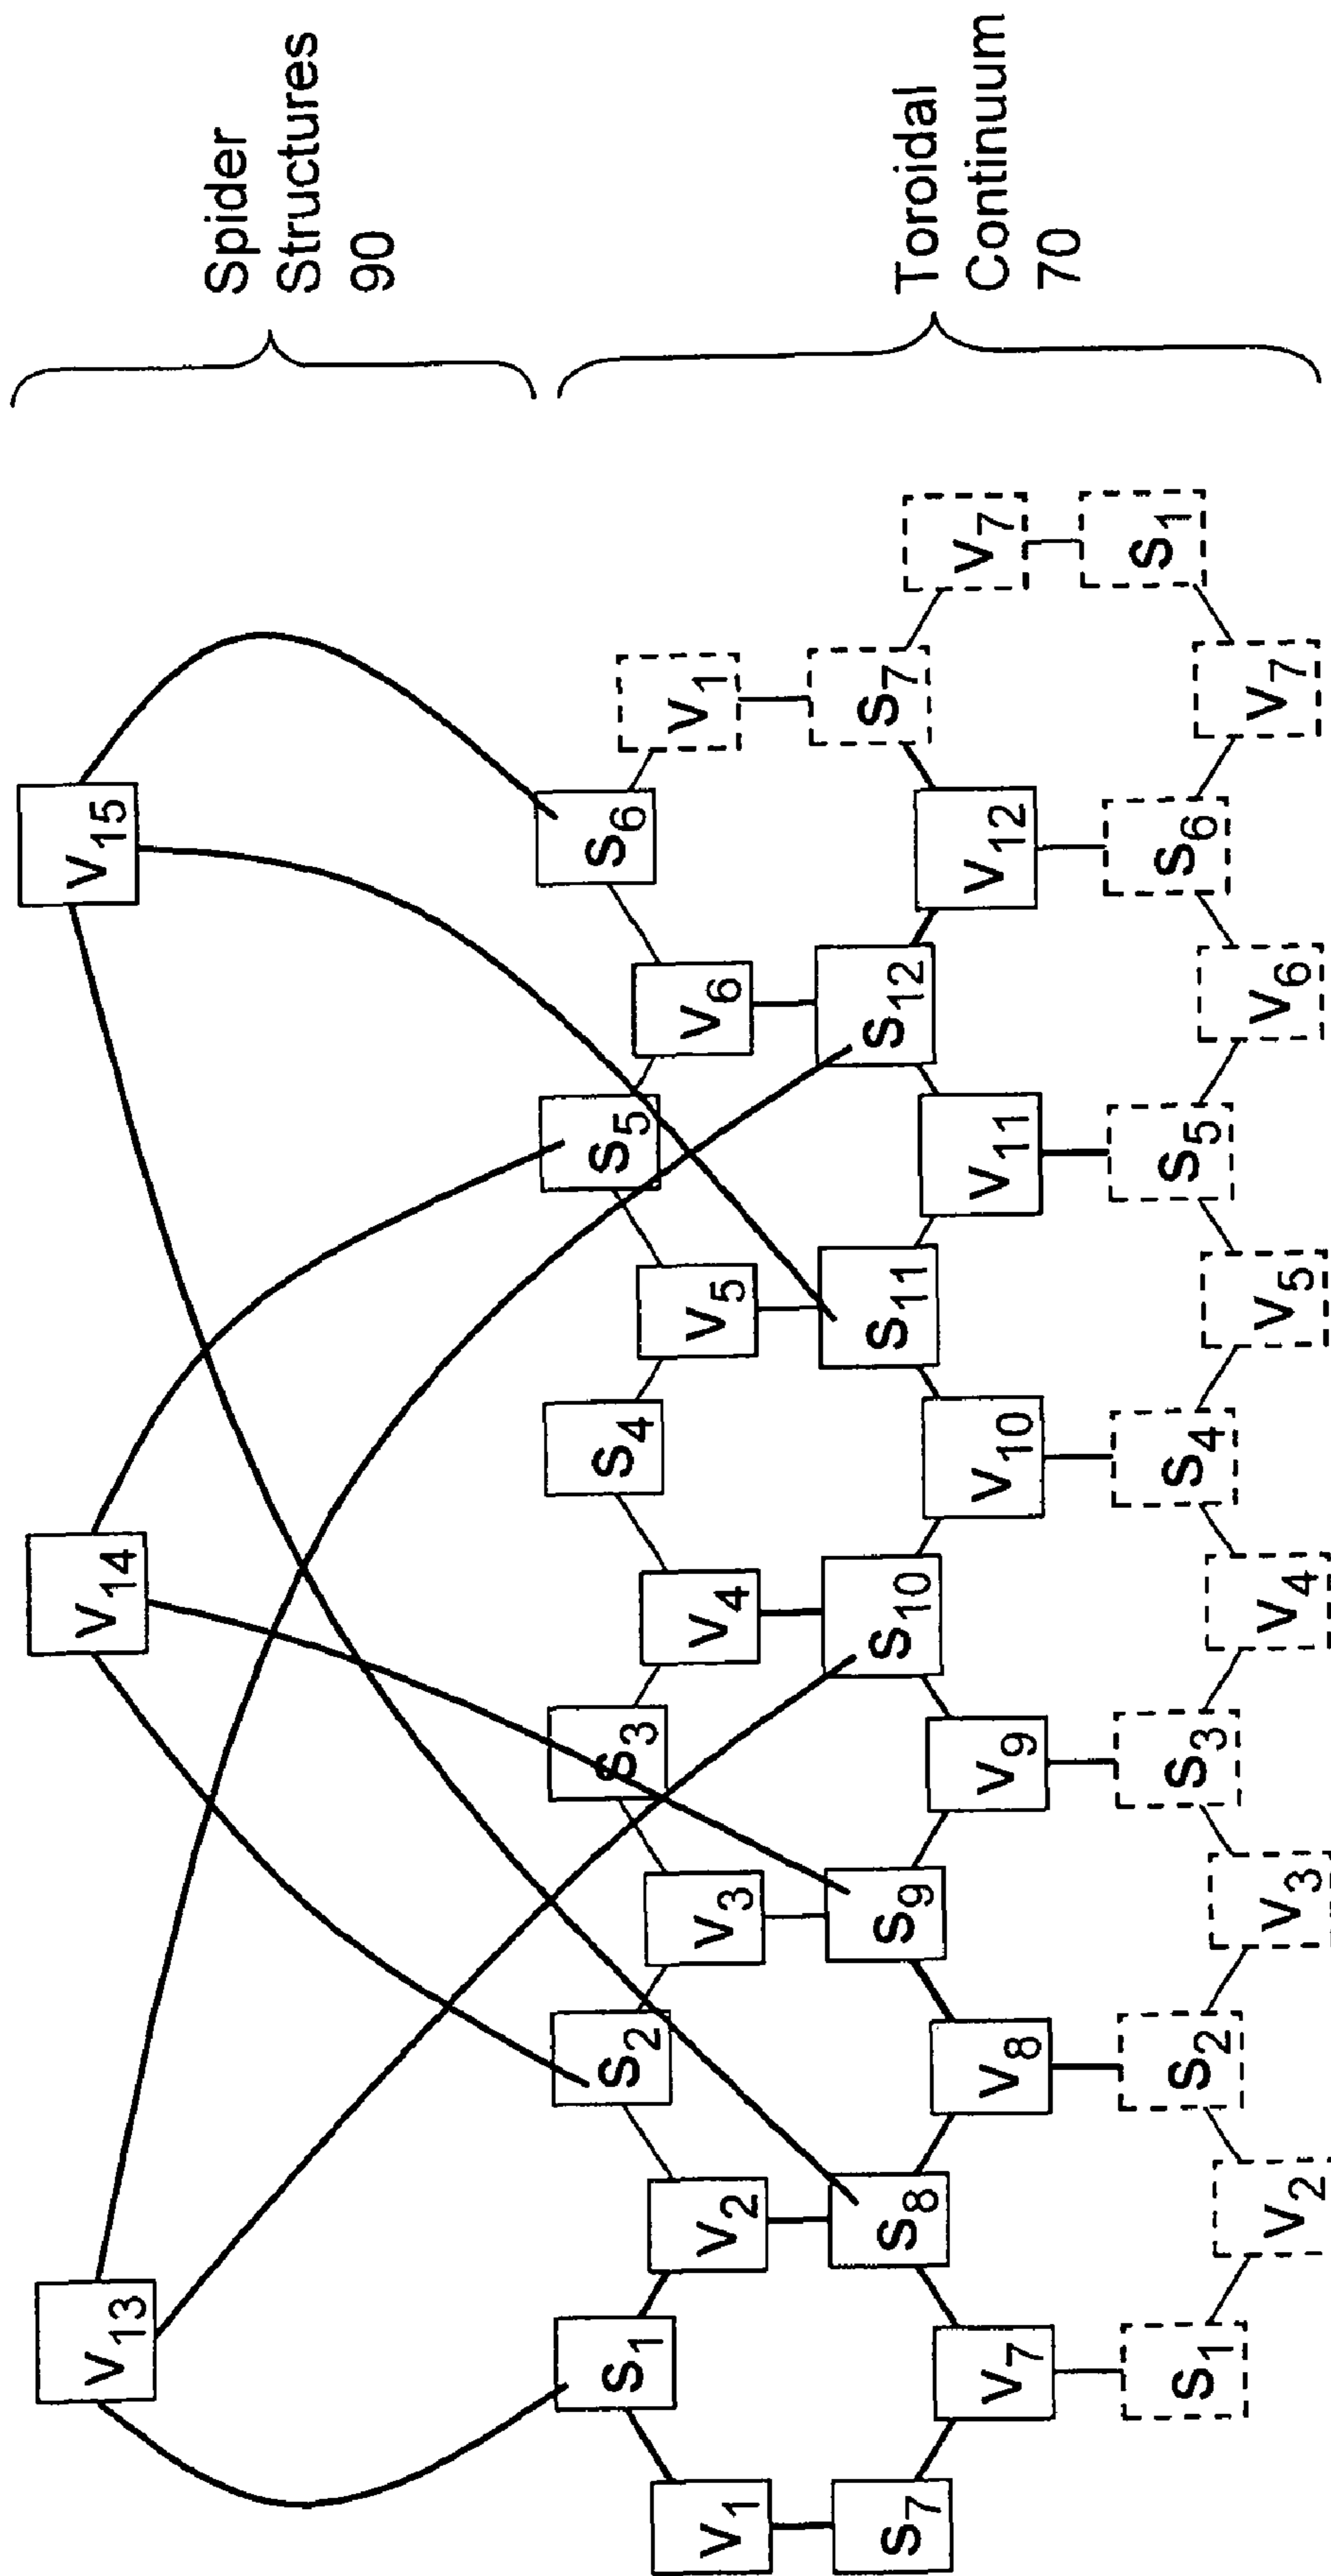 v13 v14 v15
Spider
Structures
90
s1 s2 s3 s4 s5 s6
v1 v2 v3 v4 v5 v6 v1
s7 s8 s9 s10 s11 s12 s7
Toroidal
Continuum
70
v7 v8 v9 v10 v11 v12 v7
s1 s2 s3 s4 s5 s6 s1
v2 v3 v4 v5 v6 v7